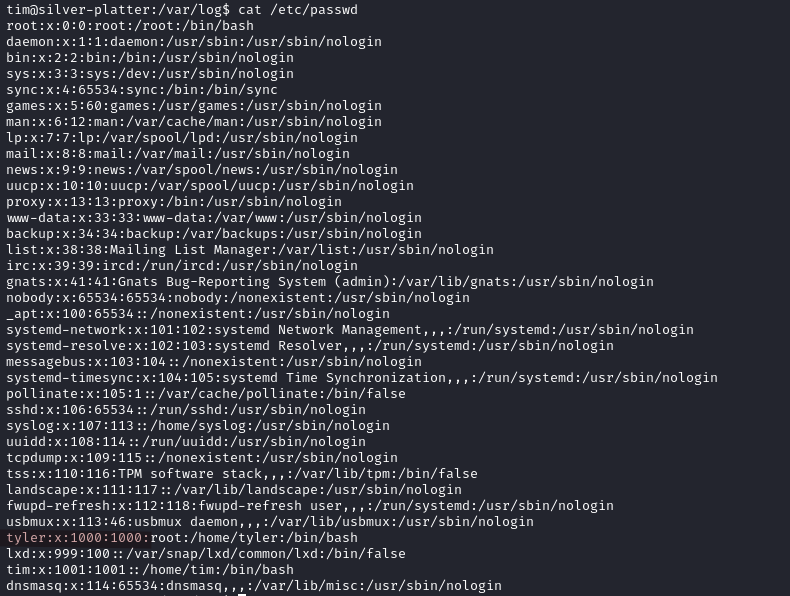 tim@silver-platter:/var/log$ cat /etc/passwd
root:x:0:0:root:/root:/bin/bash
daemon:x:1:1:daemon:/usr/sbin:/usr/sbin/nologin
bin:x:2:2:bin:/bin:/usr/sbin/nologin
sys:x:3:3:sys:/dev:/usr/sbin/nologin
sync:x:4:65534:sync:/bin:/bin/sync
games:x:5:60:games:/usr/games:/usr/sbin/nologin
man:x:6:12:man:/var/cache/man:/usr/sbin/nologin
lp:x:7:7:lp:/var/spool/lpd:/usr/sbin/nologin
mail:x:8:8:mail:/var/mail:/usr/sbin/nologin
news:x:9:9:news:/var/spool/news:/usr/sbin/nologin
uucp:x:10:10:uucp:/var/spool/uucp:/usr/sbin/nologin
proxy:x:13:13:proxy:/bin:/usr/sbin/nologin
www-data:x:33:33:www-data:/var/www:/usr/sbin/nologin
backup:x:34:34:backup:/var/backups:/usr/sbin/nologin
list:x:38:38:Mailing List Manager:/var/list:/usr/sbin/nologin
irc:x:39:39:ircd:/run/ircd:/usr/sbin/nologin
gnats:x:41:41:Gnats Bug-Reporting System (admin):/var/lib/gnats:/usr/sbin/nologin
nobody:x:65534:65534:nobody:/nonexistent:/usr/sbin/nologin
_apt:x:100:65534::/nonexistent:/usr/sbin/nologin
systemd-network:x:101:102:systemd Network Management,,,:/run/systemd:/usr/sbin/nologin
systemd-resolve:x:102:103:systemd Resolver,,,:/run/systemd:/usr/sbin/nologin
messagebus:x:103:104::/nonexistent:/usr/sbin/nologin
systemd-timesync:x:104:105:systemd Time Synchronization,,,:/run/systemd:/usr/sbin/nologin
pollinate:x:105:1::/var/cache/pollinate:/bin/false
sshd:x:106:65534::/run/sshd:/usr/sbin/nologin
syslog:x:107:113::/home/syslog:/usr/sbin/nologin
uuidd:x:108:114::/run/uuidd:/usr/sbin/nologin
tcpdump:x:109:115::/nonexistent:/usr/sbin/nologin
tss:x:110:116:TPM software stack,,,:/var/lib/tpm:/bin/false
landscape:x:111:117::/var/lib/landscape:/usr/sbin/nologin
fwupd-refresh:x:112:118:fwupd-refresh user,,,:/run/systemd:/usr/sbin/nologin
usbmux:x:113:46:usbmux daemon,,,:/var/lib/usbmux:/usr/sbin/nologin
tyler:x:1000:1000:root:/home/tyler:/bin/bash
lxd:x:999:100::/var/snap/lxd/common/lxd:/bin/false
tim:x:1001:1001::/home/tim:/bin/bash
dnsmasq:x:114:65534:dnsmasq,,,:/var/lib/misc:/usr/sbin/nologin